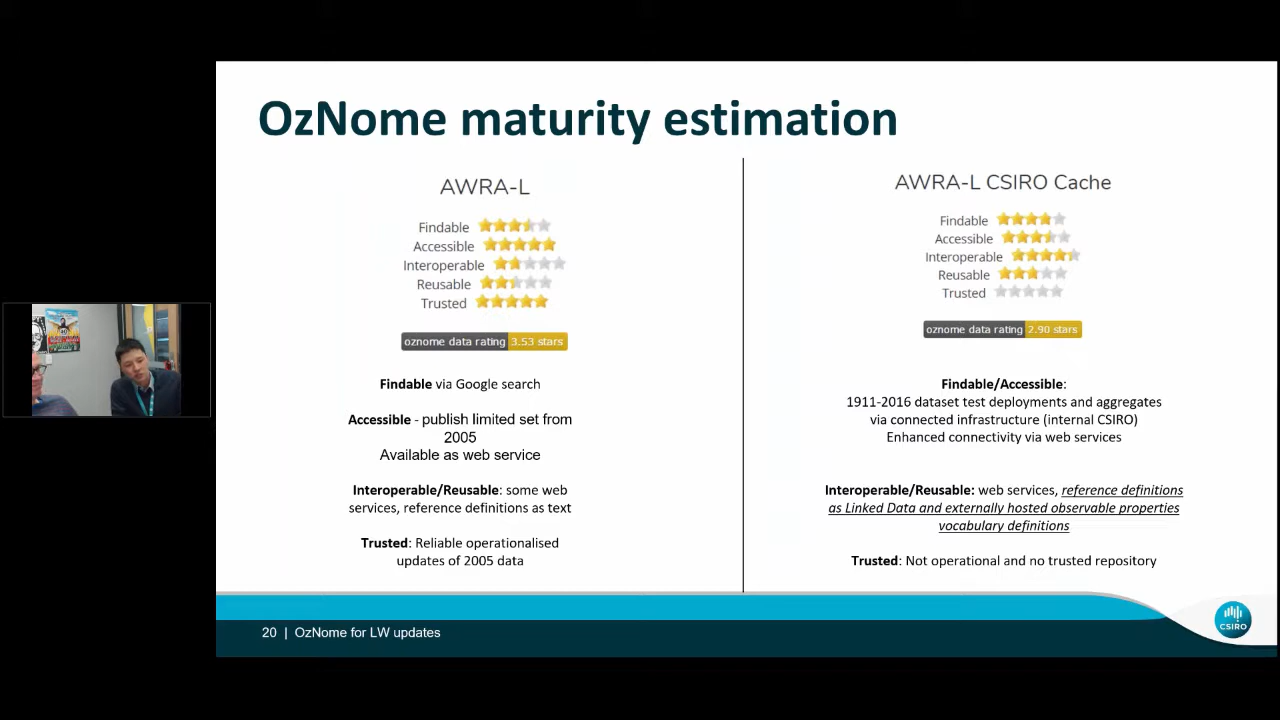 OzNome maturity estimation
AWRA-L
Findable
Accessible
Interoperable
Reusable
Trusted
oznome data rating 3.53 stars
Findable via Google search
Accessible - publish limited set from
2005
Available as web service
Interoperable/Reusable: some web
services, reference definitions as text
Trusted: Reliable operationalised
updates of 2005 data
AWRA-L CSIRO Cache
Findable
Accessible
Interoperable
Reusable
Trusted
oznome data rating 2.90 stars
Findable/Accessible:
1911-2016 dataset test deployments and aggregates
via connected infrastructure (internal CSIRO)
Enhanced connectivity via web services
Interoperable/Reusable: web services, reference definitions
as Linked Data and externally hosted observable properties
vocabulary definitions
Trusted: Not operational and no trusted repository
20 | OzNome for LW updates
CSIRO